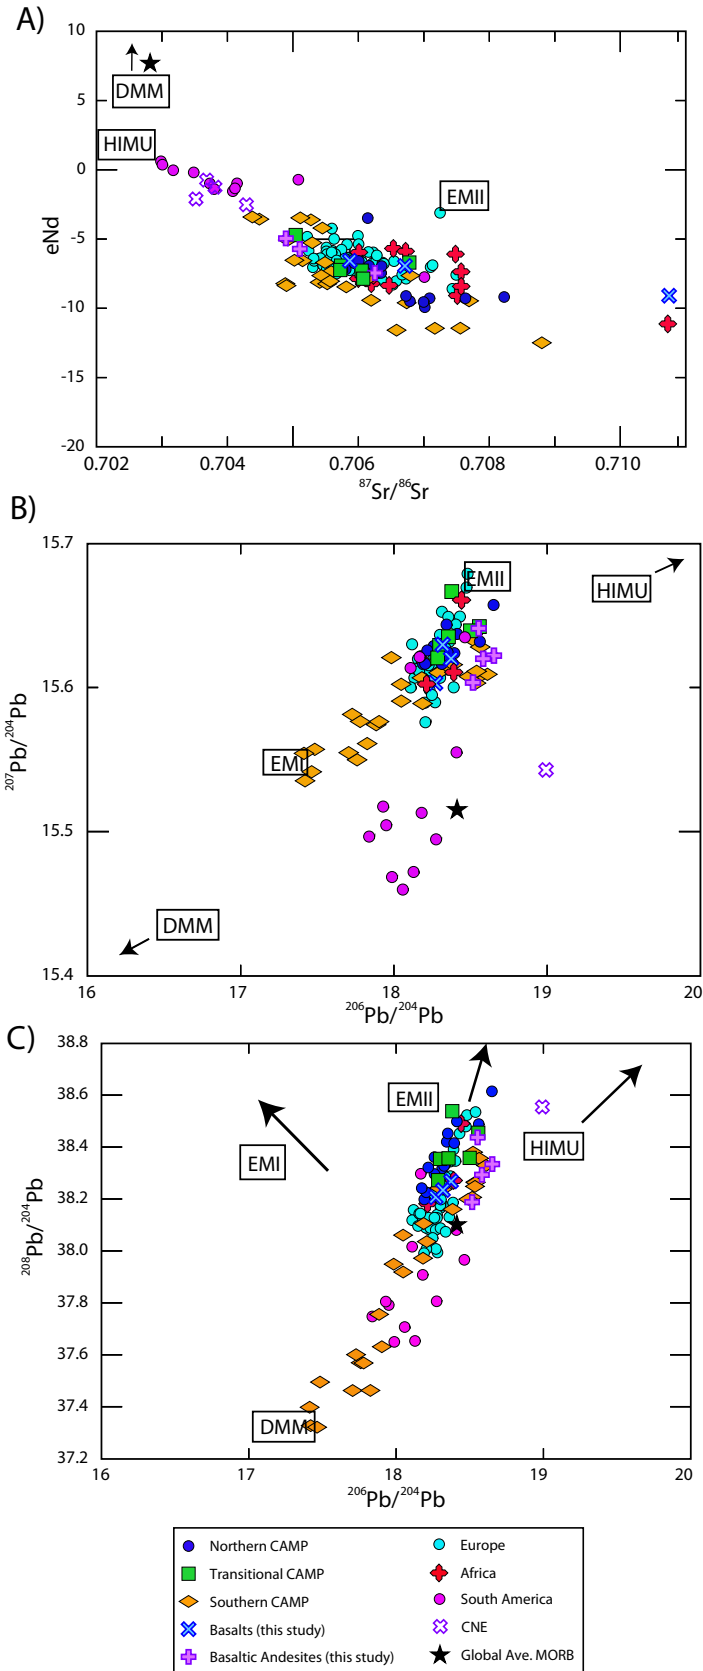 A)
10
5
0
-5
-10
-15
-20
eNd
DMM
HIMU
EMII
0.702 0.704 0.706 0.708 0.710
⁸⁷Sr/⁸⁶Sr
B)
15.7
15.6
15.5
15.4
²⁰⁷Pb/²⁰⁴Pb
EMII
HIMU
EMI
DMM
16 17 18 19 20
²⁰⁶Pb/²⁰⁴Pb
C)
38.8
38.6
38.4
38.2
38.0
37.8
37.6
37.4
37.2
²⁰⁸Pb/²⁰⁴Pb
EMII
HIMU
EMI
DMM
16 17 18 19 20
²⁰⁶Pb/²⁰⁴Pb
Northern CAMP
Transitional CAMP
Southern CAMP
Basalts (this study)
Basaltic Andesites (this study)
Europe
Africa
South America
CNE
Global Ave. MORB